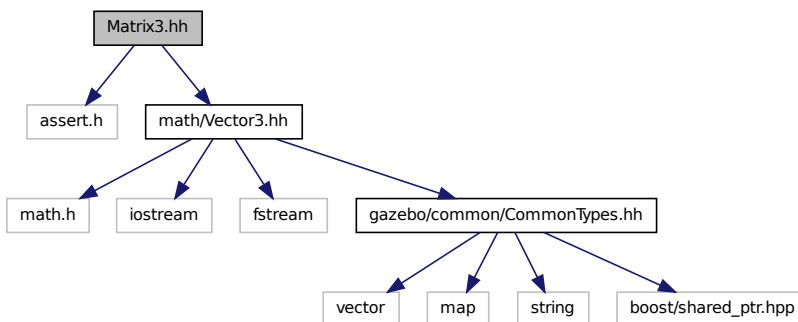 Matrix3.hh
assert.h
math/Vector3.hh
math.h
iostream
fstream
gazebo/common/CommonTypes.hh
vector
map
string
boost/shared_ptr.hpp